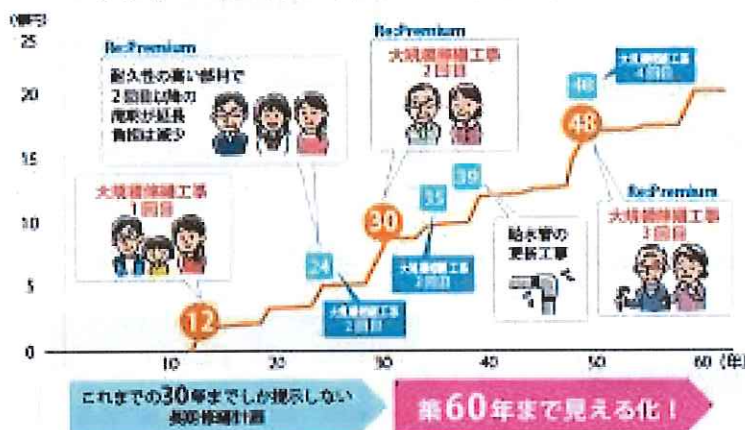 (億円)
25
20
15
10
5
0
Re:Premium
耐久性の高い部材で
2回目以降の
周期が延長
負担は減少
Re:Premium
大規模修繕工事
2回目
48
大規模修繕工事
4回目
大規模修繕工事
1回目
12
24
大規模修繕工事
2回目
30
35
大規模修繕工事
3回目
39
給水管の
更新工事
48
Re:Premium
大規模修繕工事
3回目
10
20
30
40
50
60 (年)
これまでの30年までしか提示しない
長期修繕計画
築60年まで見える化!